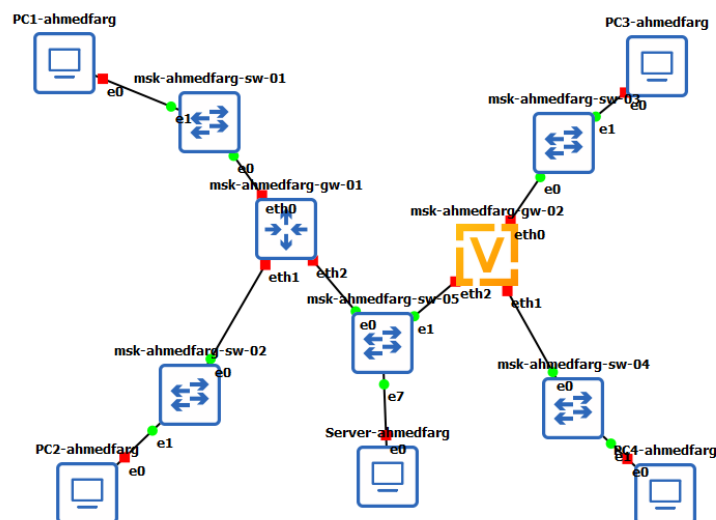 PC1-ahmedfarg
PC3-ahmedfarg
e0
msk-ahmedfarg-sw-01
e1
msk-ahmedfarg-sw-03
e0
e1
e0
msk-ahmedfarg-gw-01
eth0
e0
msk-ahmedfarg-gw-02
eth0
V
eth1
eth2
eth2
eth1
msk-ahmedfarg-sw-05
e0
e1
msk-ahmedfarg-sw-02
e0
msk-ahmedfarg-sw-04
e0
e7
e1
PC2-ahmedfarg
e0
Server-ahmedfarg
e0
e1
PC4-ahmedfarg
e0